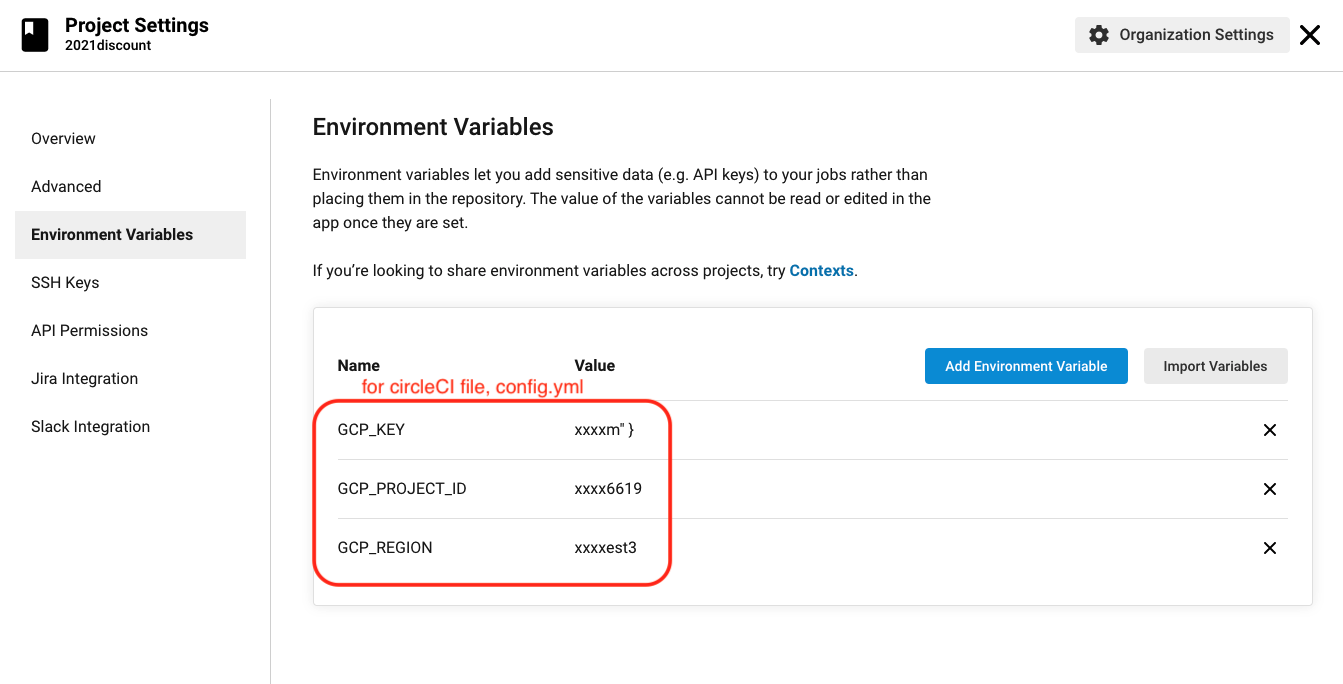 Project Settings
2021discount
Organization Settings
Overview
Advanced
Environment Variables
SSH Keys
API Permissions
Jira Integration
Slack Integration
Environment Variables
Environment variables let you add sensitive data (e.g. API keys) to your jobs rather than
placing them in the repository. The value of the variables cannot be read or edited in the
app once they are set.
If you’re looking to share environment variables across projects, try Contexts.
Name Value Add Environment Variable Import Variables
for circleCI file, config.yml
GCP_KEY xxxxm" }
GCP_PROJECT_ID xxxx6619
GCP_REGION xxxxest3